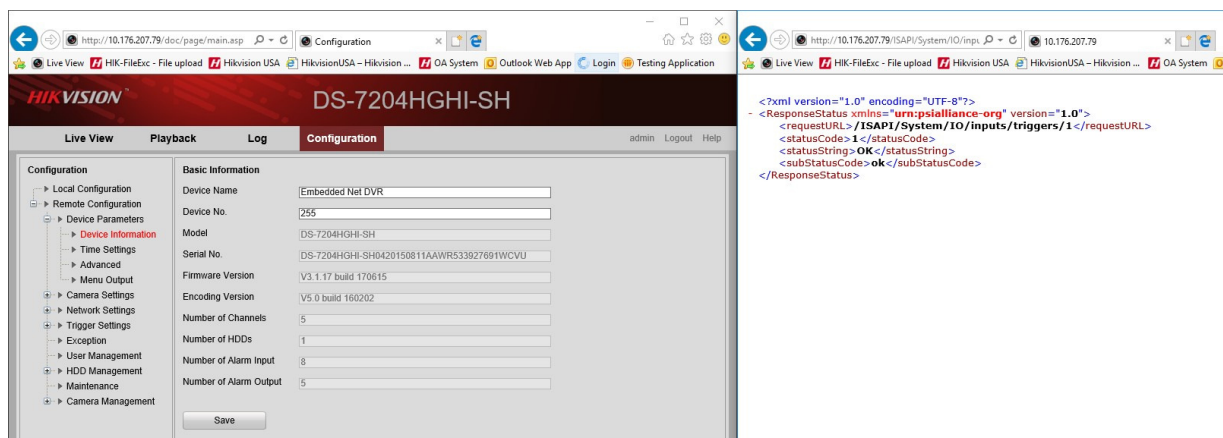 http://10.176.207.79/doc/page/main.asp
Configuration
Live View HIK-FileExc - File upload Hikvision USA HikvisionUSA – Hikvision ... OA System Outlook Web App Login Testing Application
HIKVISION
DS-7204HGHI-SH
Live View Playback Log Configuration admin Logout Help
Configuration
Local Configuration
Remote Configuration
Device Parameters
Device Information
Time Settings
Advanced
Menu Output
Camera Settings
Network Settings
Trigger Settings
Exception
User Management
HDD Management
Maintenance
Camera Management
Basic Information
Device Name Embedded Net DVR
Device No. 255
Model DS-7204HGHI-SH
Serial No. DS-7204HGHI-SH0420150811AAWR533927691WCVU
Firmware Version V3.1.17 build 170615
Encoding Version V5.0 build 160202
Number of Channels 5
Number of HDDs 1
Number of Alarm Input 8
Number of Alarm Output 5
Save
http://10.176.207.79/ISAPI/System/IO/inpu
10.176.207.79
Live View HIK-FileExc - File upload Hikvision USA HikvisionUSA – Hikvision ... OA System
<?xml version="1.0" encoding="UTF-8"?>
- <ResponseStatus xmlns="urn:psialliance-org" version="1.0">
<requestURL>/ISAPI/System/IO/inputs/triggers/1</requestURL>
<statusCode>1</statusCode>
<statusString>OK</statusString>
<subStatusCode>ok</subStatusCode>
</ResponseStatus>